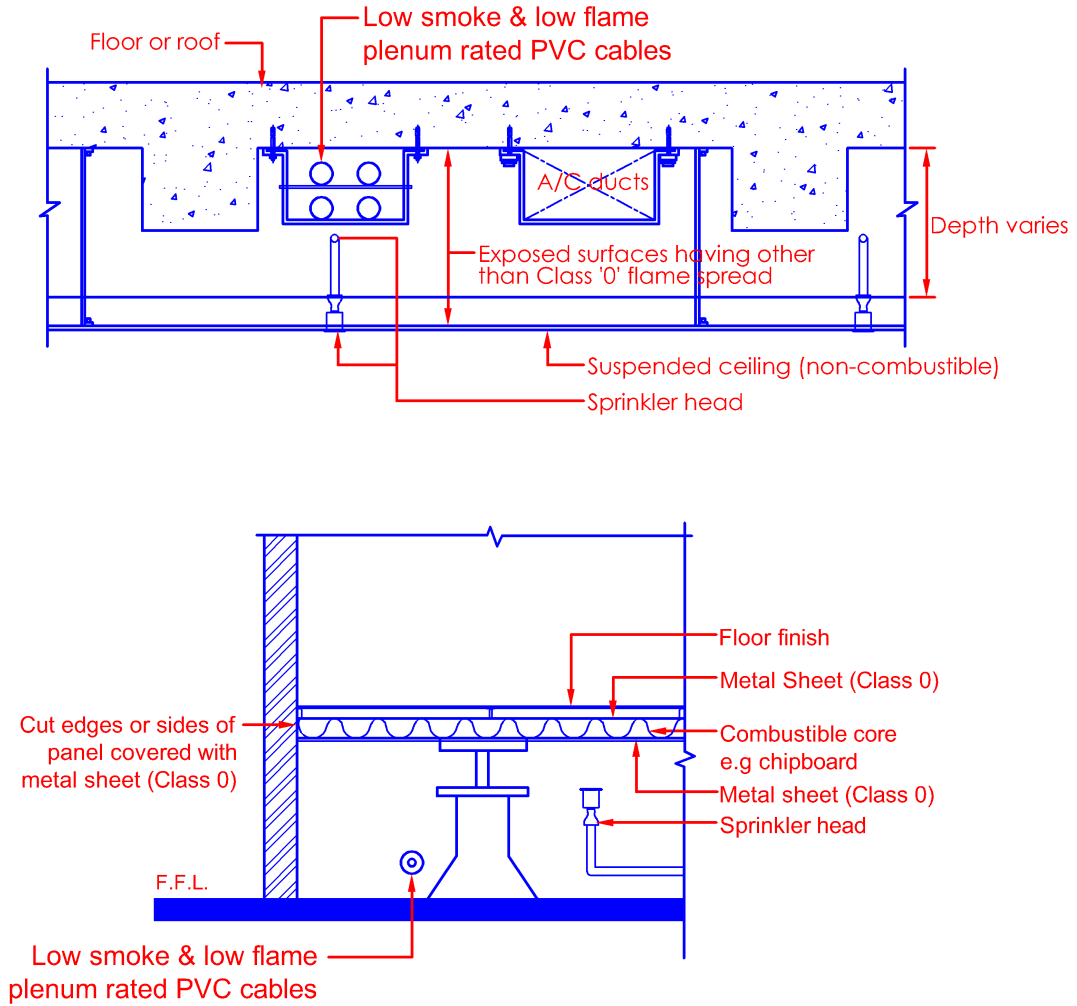 Low smoke & low flame
plenum rated PVC cables
Floor or roof
A/C ducts
Depth varies
Exposed surfaces having other
than Class '0' flame spread
Suspended ceiling (non-combustible)
Sprinkler head
Floor finish
Metal Sheet (Class 0)
Cut edges or sides of
panel covered with
metal sheet (Class 0)
Combustible core
e.g chipboard
Metal sheet (Class 0)
Sprinkler head
F.F.L.
Low smoke & low flame
plenum rated PVC cables